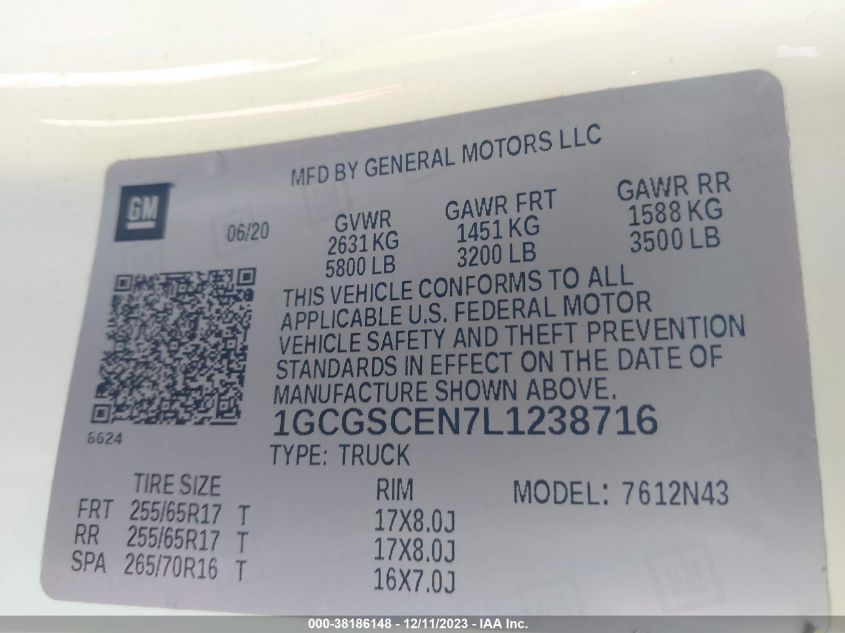 MFD BY GENERAL MOTORS LLC
GM
06/20
GVWR GAWR FRT GAWR RR
2631 KG 1451 KG 1588 KG
5800 LB 3200 LB 3500 LB
THIS VEHICLE CONFORMS TO ALL
APPLICABLE U.S. FEDERAL MOTOR
VEHICLE SAFETY AND THEFT PREVENTION
STANDARDS IN EFFECT ON THE DATE OF
MANUFACTURE SHOWN ABOVE.
6624
1GCGSCEN7L1238716
TYPE: TRUCK
TIRE SIZE RIM MODEL: 7612N43
FRT 255/65R17 T 17X8.0J
RR 255/65R17 T 17X8.0J
SPA 265/70R16 T 16X7.0J
000-38186148 - 12/11/2023 - IAA Inc.